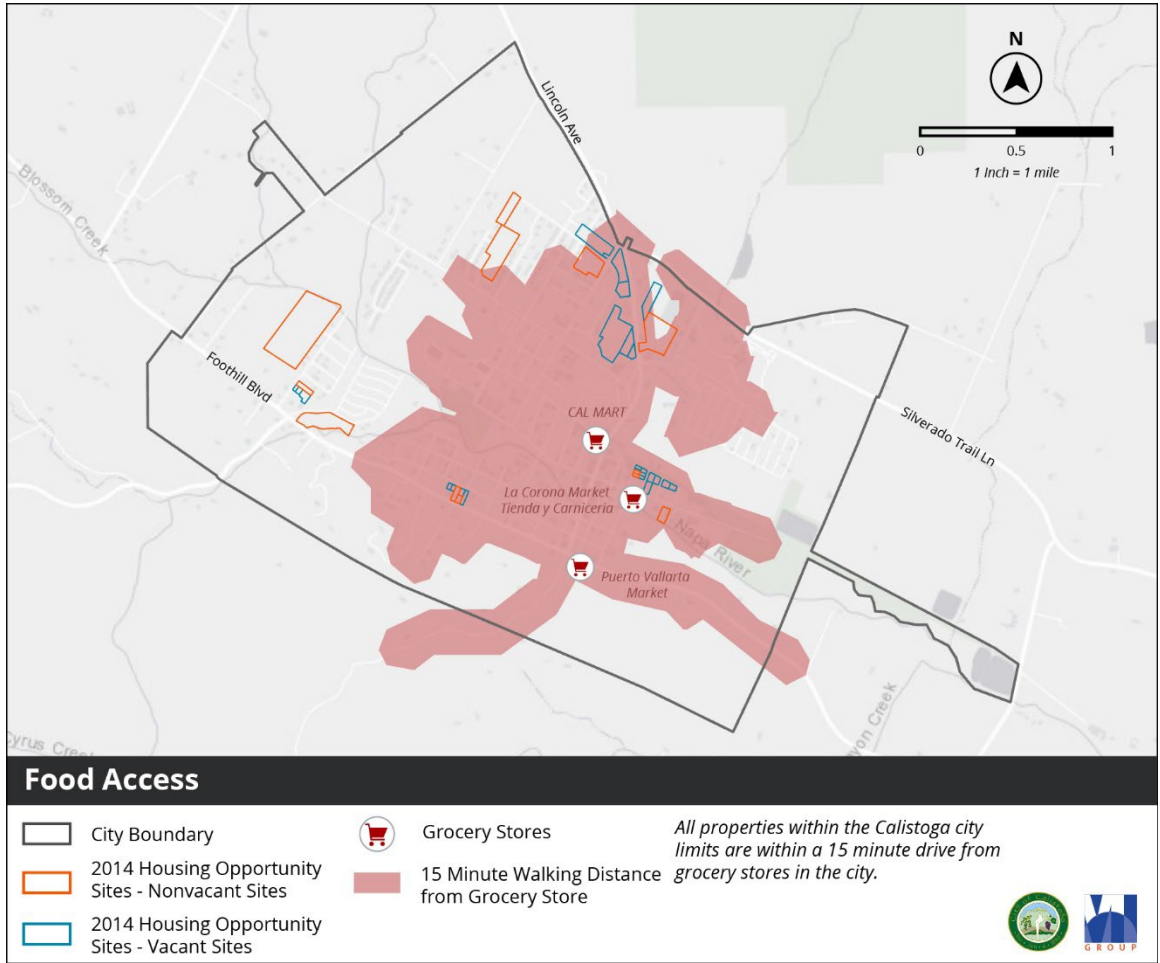 N
0 0.5 1
1 Inch = 1 mile
Lincoln Ave
Blossom Creek
Foothill Blvd
Silverado Trail Ln
CAL MART
La Corona Market
Tienda y Carniceria
Napa River
Puerto Vallarta
Market
Cyrus Creek
yon Creek
Food Access
City Boundary
2014 Housing Opportunity
Sites - Nonvacant Sites
2014 Housing Opportunity
Sites - Vacant Sites
Grocery Stores
15 Minute Walking Distance
from Grocery Store
All properties within the Calistoga city
limits are within a 15 minute drive from
grocery stores in the city.
GROUP